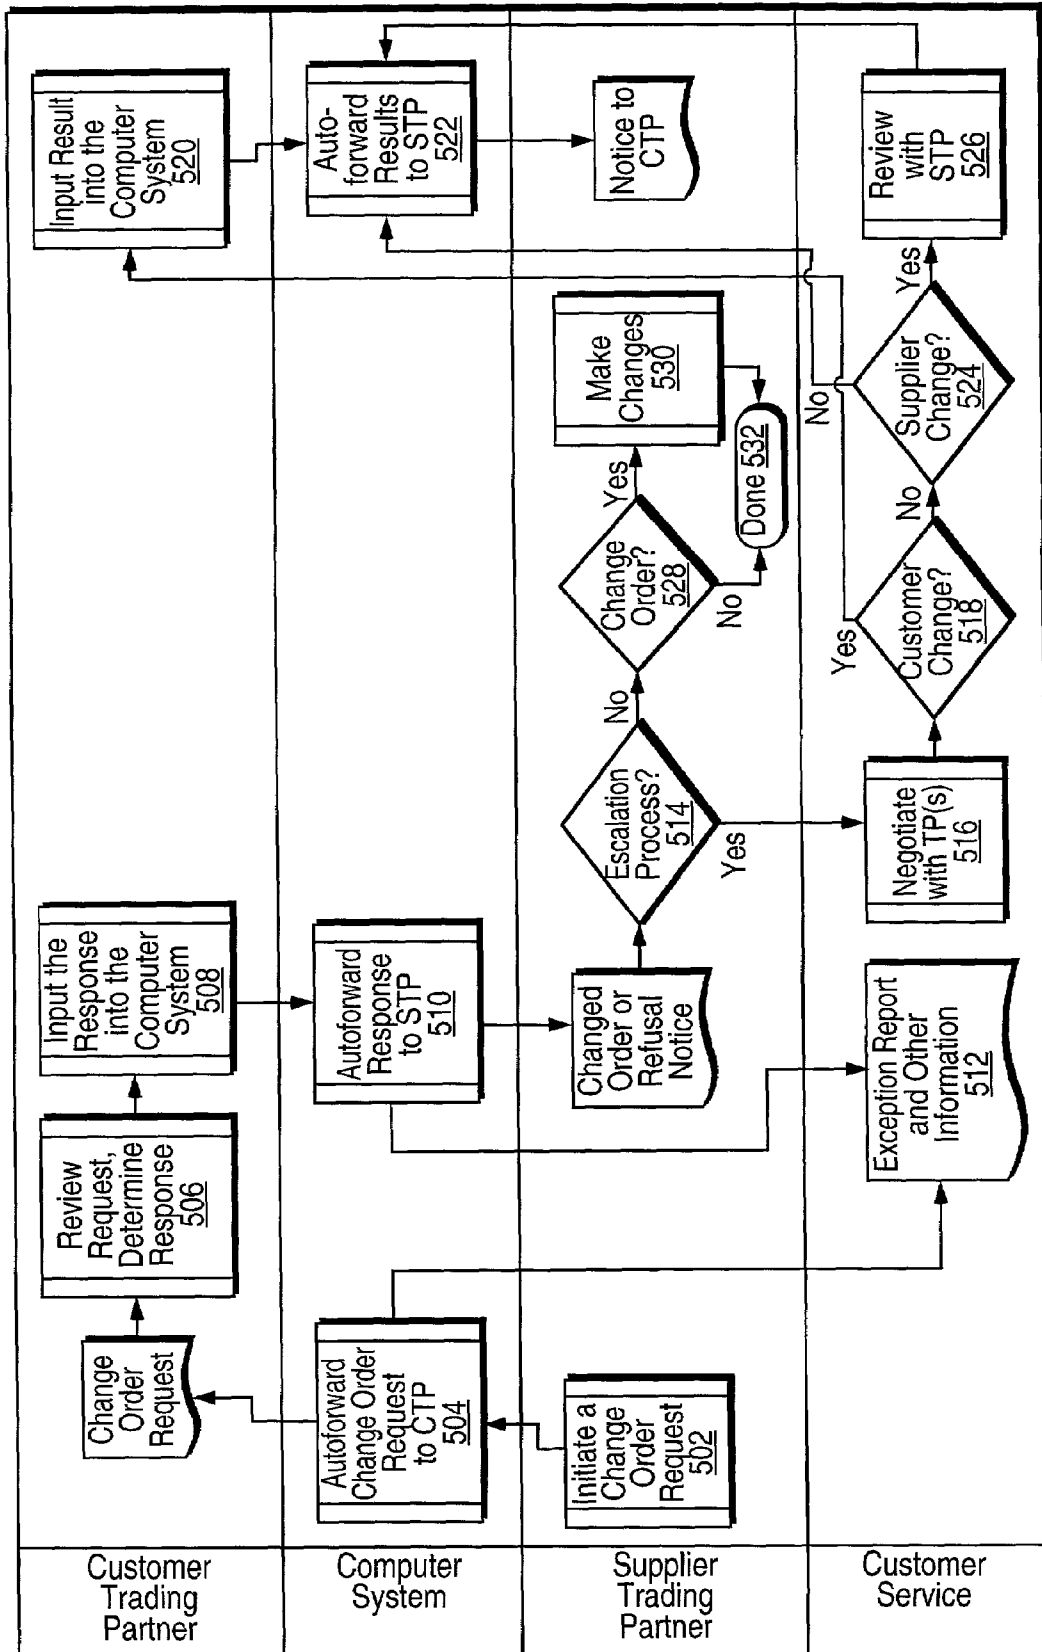 Customer
Trading
Partner
Change
Order
Request
Review
Request,
Determine
Response
506
Input the
Response
into the
Computer
System
508
Input Result
into the
Computer
System
520
Computer
System
Autoforward
Change Order
Request
to CTP
504
Autoforward
Response
to STP
510
Auto-
forward
Results
to STP
522
Supplier
Trading
Partner
Initiate a
Change
Order
Request
502
Changed
Order or
Refusal
Notice
Escalation
Process?
514
No
Yes
Change
Order?
528
Yes
No
Make
Changes
530
Done 532
Notice to
CTP
Customer
Service
Exception Report
and Other
Information
512
Negotiate
with TP(s)
516
Customer
Change?
518
Yes
No
Supplier
Change?
524
No
Yes
Review
with
STP
526